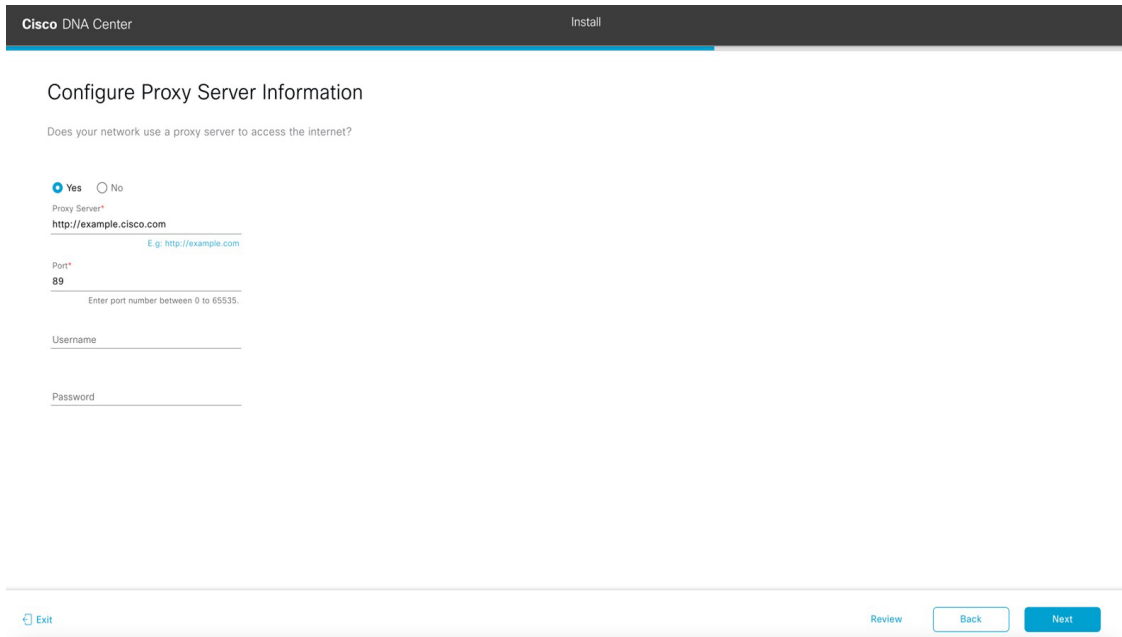 Cisco DNA Center
Install
Configure Proxy Server Information
Does your network use a proxy server to access the internet?
Yes No
Proxy Server*
http://example.cisco.com
E.g: http://example.com
Port*
89
Enter port number between 0 to 65535.
Username
Password
Exit
Review
Back
Next